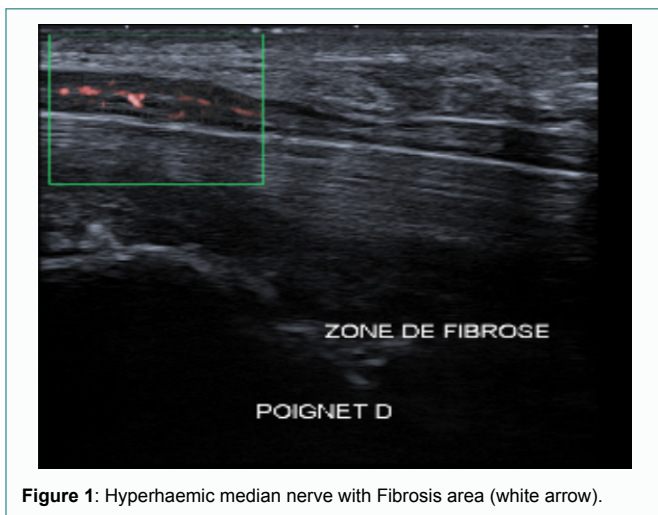 ZONE DE FIBROSE
POIGNET D
Figure 1: Hyperhaemic median nerve with Fibrosis area (white arrow).